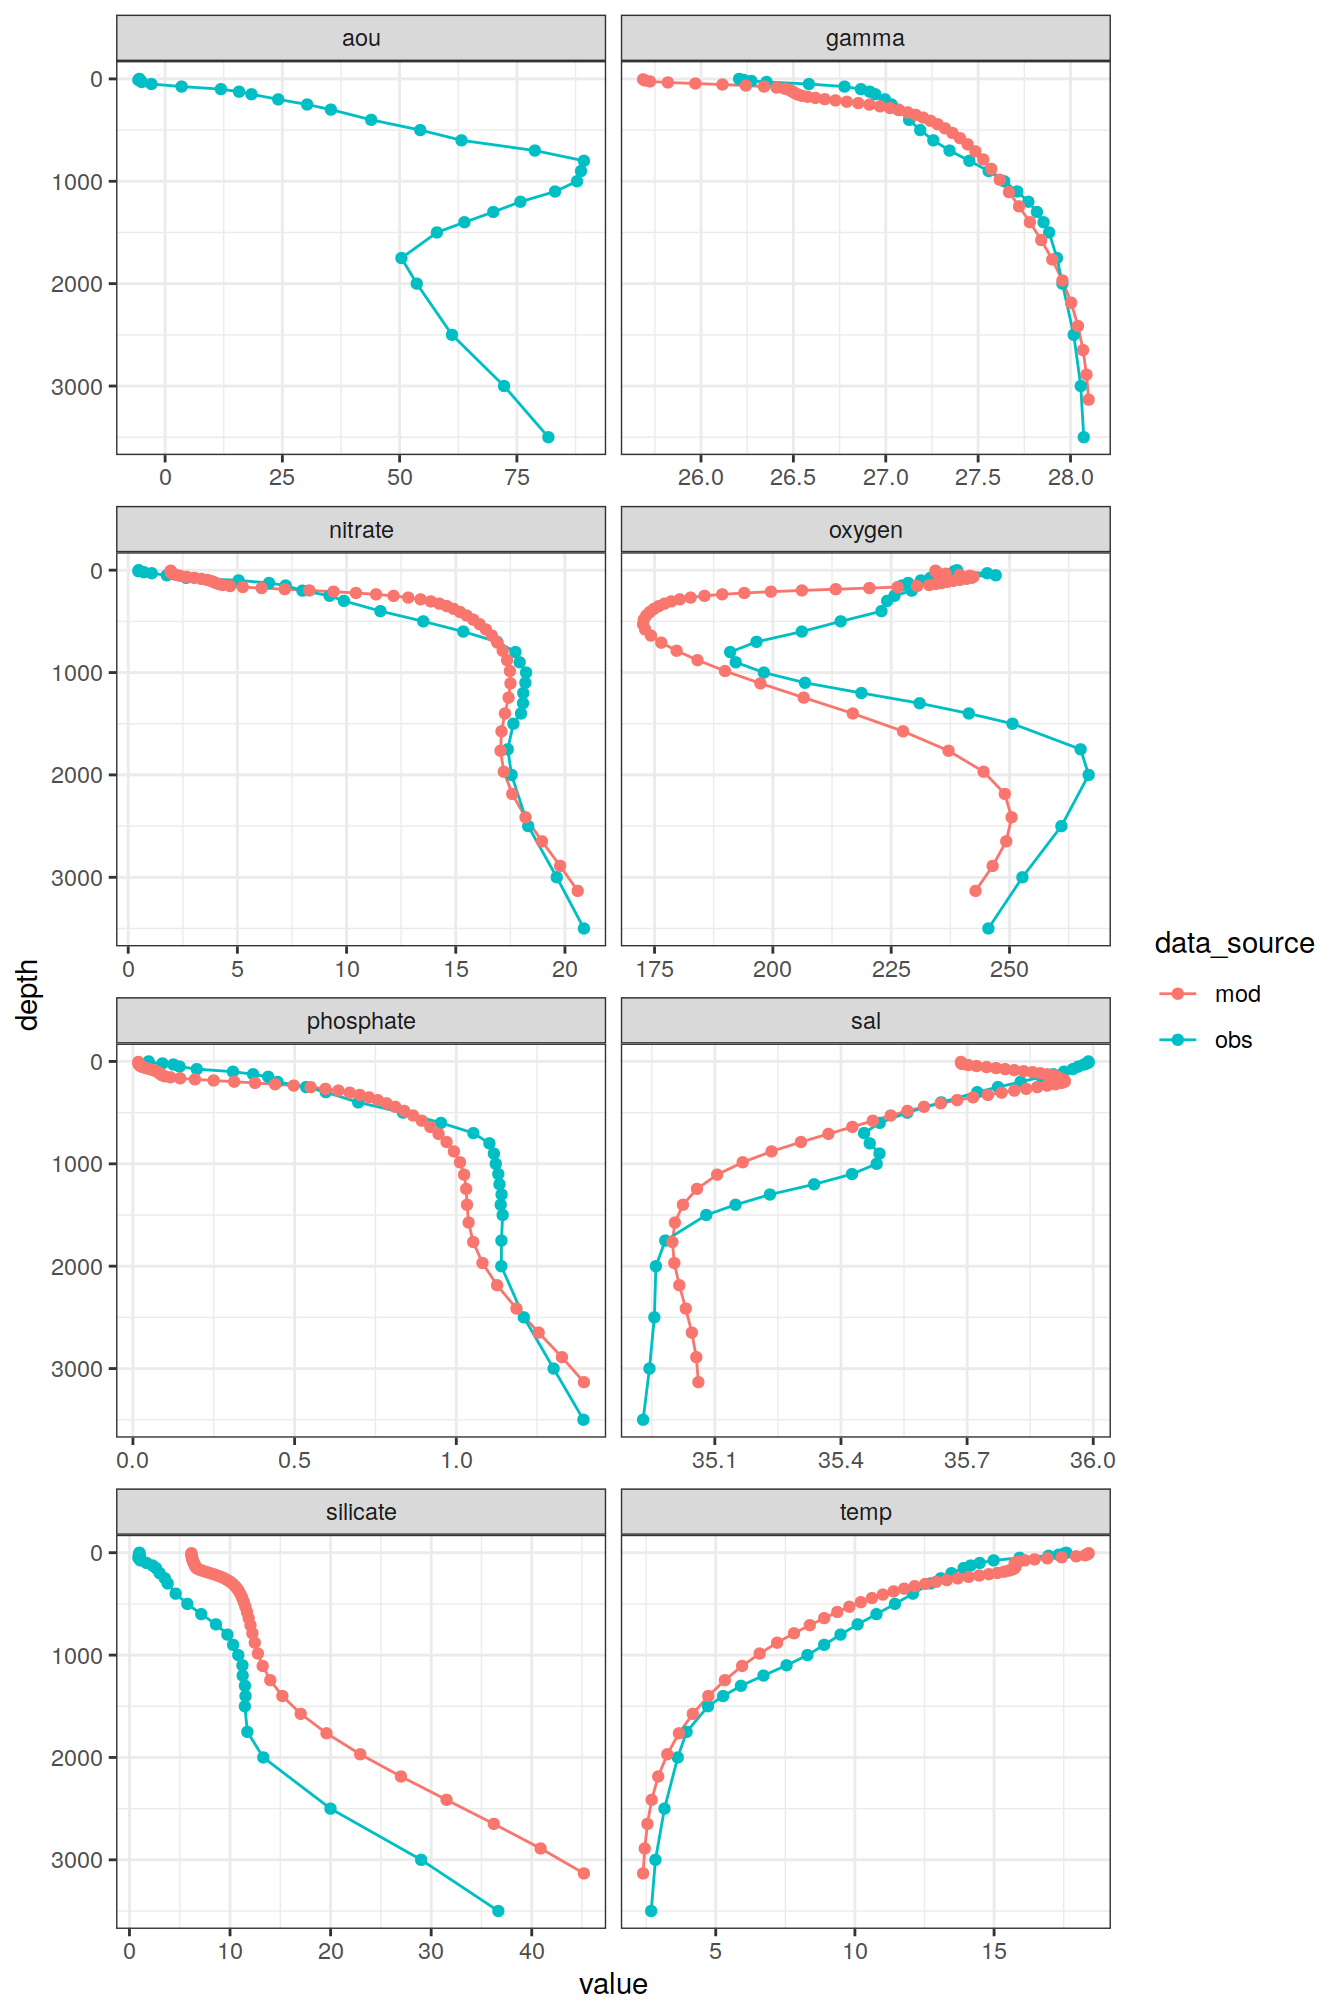 aou gamma
0
1000
2000
3000
0 25 50 75 26.0 26.5 27.0 27.5 28.0
nitrate oxygen
0
1000
2000
3000
0 5 10 15 20 175 200 225 250
data_source
mod
obs
depth
phosphate sal
0
1000
2000
3000
0.0 0.5 1.0 35.1 35.4 35.7 36.0
silicate temp
0
1000
2000
3000
0 10 20 30 40 5 10 15
value